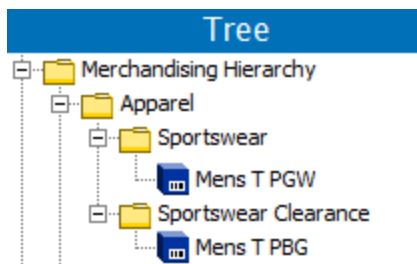 Tree
Merchandising Hierarchy
Apparel
Sportswear
Mens T PGW
Sportswear Clearance
Mens T PBG